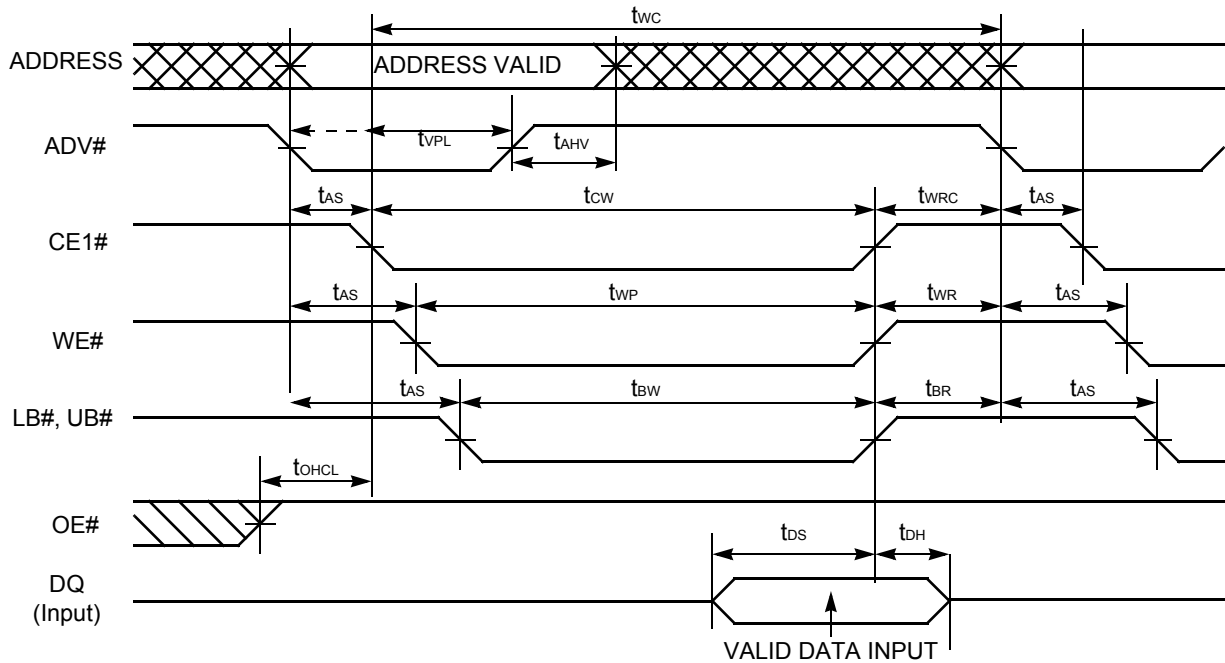 tWC
ADDRESS ADDRESS VALID
ADV# tVPL tAHV
tAS tCW tWRC tAS
CE1#
tAS tWP tWR tAS
WE#
tAS tBW tBR tAS
LB#, UB#
tOHCL
OE#
tDS tDH
DQ
(Input)
VALID DATA INPUT